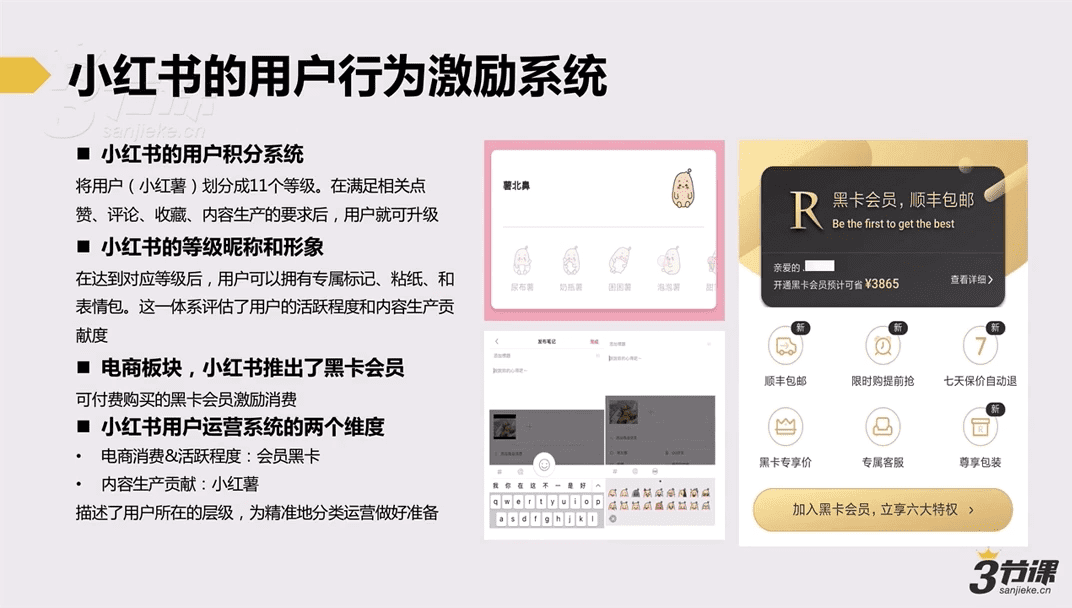 小红书的用户行为激励系统
3节课
sanjieke.cn
■ 小红书的用户积分系统
将用户（小红薯）划分成11个等级。在满足相关点
赞、评论、收藏、内容生产的要求后，用户就可升级
■ 小红书的等级昵称和形象
在达到对应等级后，用户可以拥有专属标记、粘纸、和
表情包。这一体系评估了用户的活跃程度和内容生产贡
献度
■ 电商板块，小红书推出了黑卡会员
可付费购买的黑卡会员激励消费
■ 小红书用户运营系统的两个维度
• 电商消费&活跃程度：会员黑卡
• 内容生产贡献：小红薯
描述了用户所在的层级，为精准地分类运营做好准备
薯北鼻
尿布薯 奶瓶薯 困困薯 泡泡薯 甜
发布笔记
我 你 在 这 不 一 是 好
q w e r t y u i o p
a s d f g h j k l
R
黑卡会员，顺丰包邮
Be the first to get the best
亲爱的
开通黑卡会员预计可省 ¥3865
查看详情 >
新 新 新
7
顺丰包邮 限时购提前抢 七天保价自动退
新
黑卡专享价 专属客服 尊享包装
加入黑卡会员，立享六大特权 >
3节课
sanjieke.cn